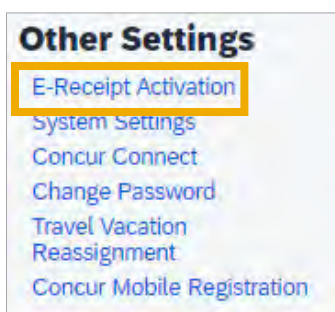 Other Settings
E-Receipt Activation
System Settings
Concur Connect
Change Password
Travel Vacation
Reassignment
Concur Mobile Registration